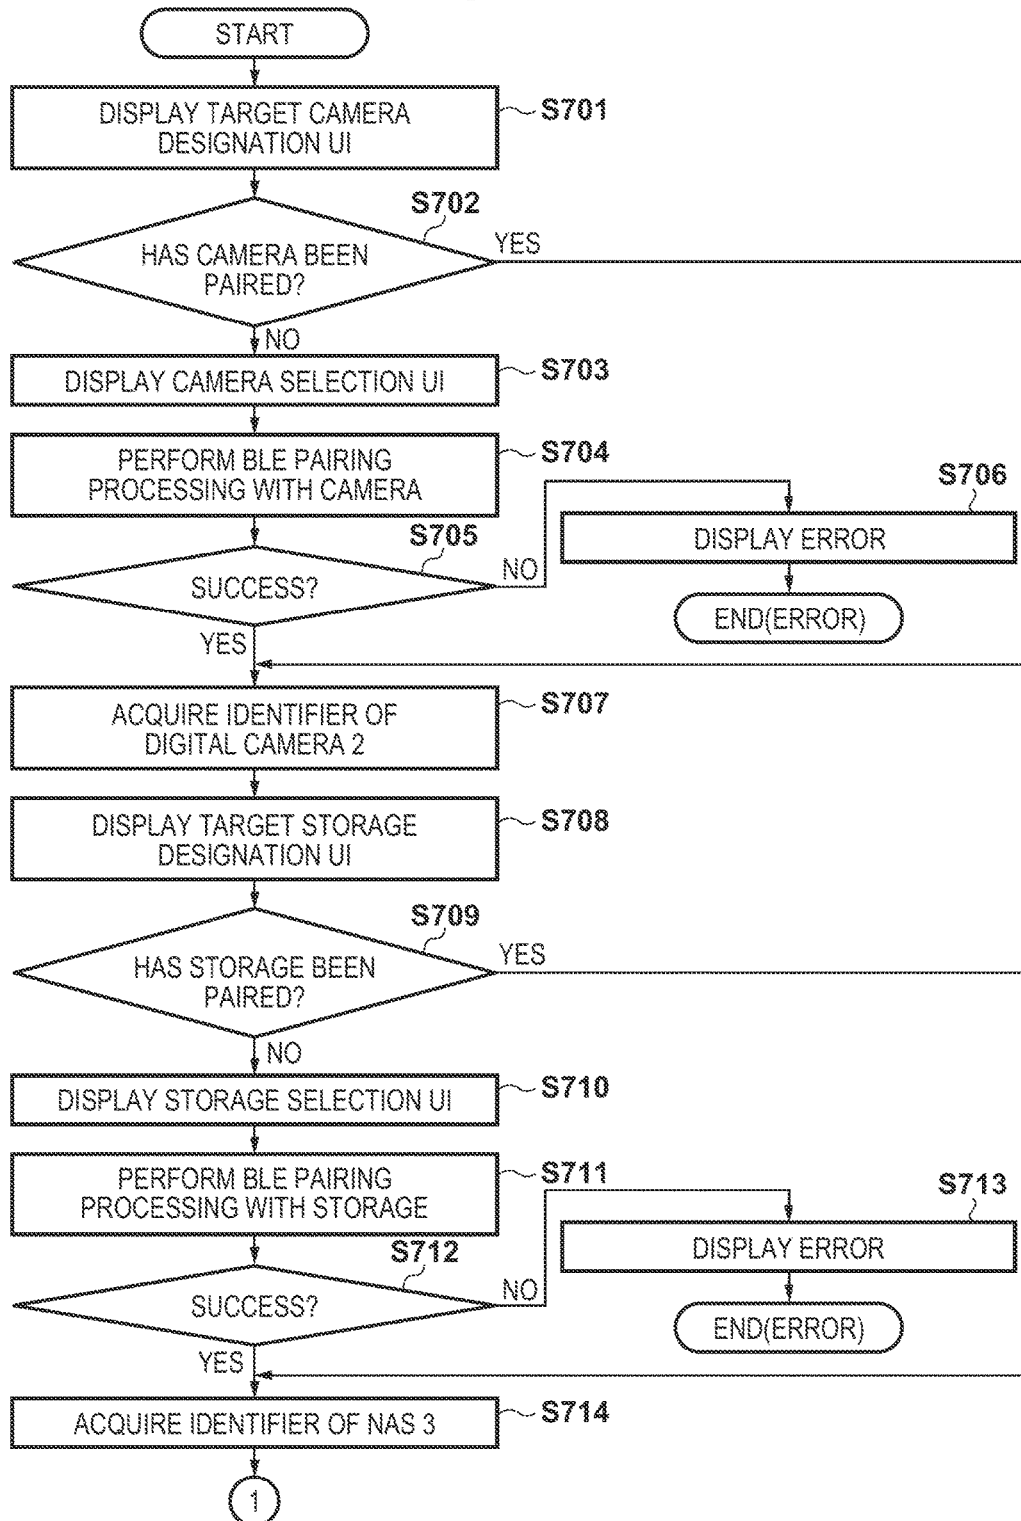 START
DISPLAY TARGET CAMERA
DESIGNATION UI
S701
S702
HAS CAMERA BEEN
PAIRED?
YES
NO
DISPLAY CAMERA SELECTION UI
S703
PERFORM BLE PAIRING
PROCESSING WITH CAMERA
S704
S705
SUCCESS?
NO
S706
DISPLAY ERROR
END(ERROR)
YES
ACQUIRE IDENTIFIER OF
DIGITAL CAMERA 2
S707
DISPLAY TARGET STORAGE
DESIGNATION UI
S708
S709
HAS STORAGE BEEN
PAIRED?
YES
NO
DISPLAY STORAGE SELECTION UI
S710
PERFORM BLE PAIRING
PROCESSING WITH STORAGE
S711
S712
SUCCESS?
NO
S713
DISPLAY ERROR
END(ERROR)
YES
ACQUIRE IDENTIFIER OF NAS 3
S714
1